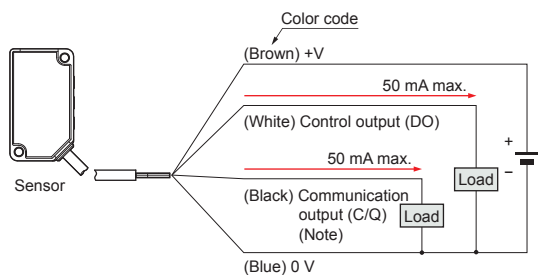 Color code
(Brown) +V
50 mA max.
(White) Control output (DO)
+
−
Load
50 mA max.
Sensor
(Black) Communication
output (C/Q)
(Note)
Load
(Blue) 0 V